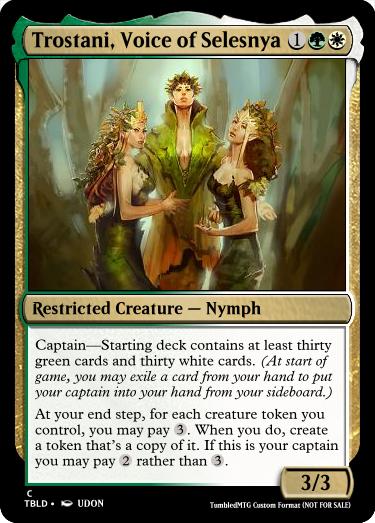 Trostani, Voice of Selesnya 1
Restricted Creature — Nymph
Captain—Starting deck contains at least thirty
green cards and thirty white cards. (At start of
game, you may exile a card from your hand to put
your captain into your hand from your sideboard.)
At your end step, for each creature token you
control, you may pay 3. When you do, create
a token that's a copy of it. If this is your captain
you may pay 2 rather than 3.
3/3
C
TBLD • UDON
TumbledMTG Custom Format (NOT FOR SALE)